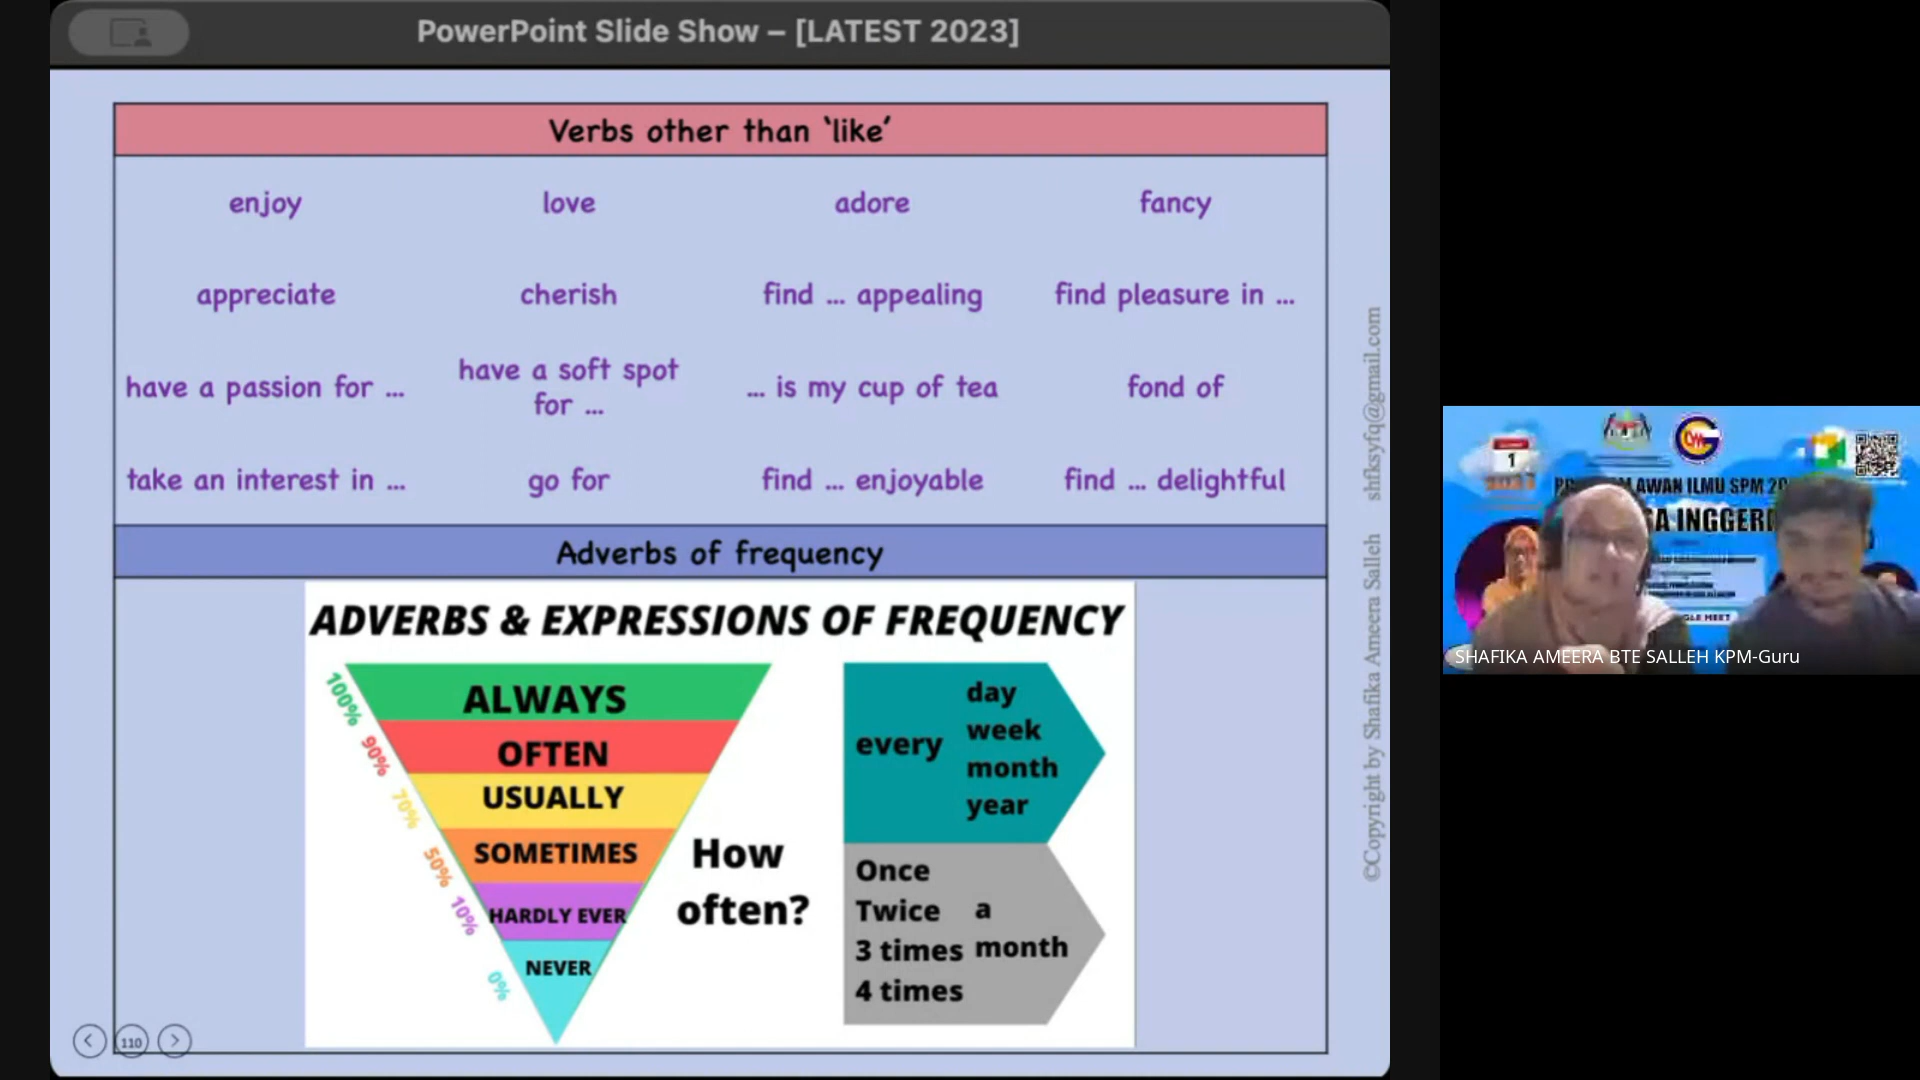 PowerPoint Slide Show – [LATEST 2023]
Verbs other than ‘like’
enjoy love adore fancy
appreciate cherish find ... appealing find pleasure in ...
have a passion for ... have a soft spot for ... ... is my cup of tea fond of
take an interest in ... go for find ... enjoyable find ... delightful
Adverbs of frequency
ADVERBS & EXPRESSIONS OF FREQUENCY
100% ALWAYS
90% OFTEN
70% USUALLY
50% SOMETIMES
10% HARDLY EVER
0% NEVER
How
often?
every
day
week
month
year
Once
Twice
3 times
4 times
a
month
110
©Copyright by Shafika Ameera Salleh shfksyfq@gmail.com
1
AWAN ILMU SPM 20
A INGGERI
GLE MEET
SHAFIKA AMEERA BTE SALLEH KPM-Guru